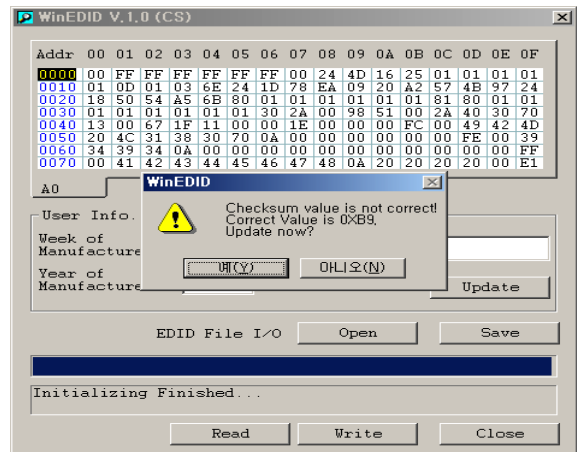 WinEDID V,1,0 (CS)
Addr 00 01 02 03 04 05 06 07 08 09 0A 0B 0C 0D 0E 0F
0000 00 FF FF FF FF FF FF 00 24 4D 16 25 01 01 01 01
0010 01 0D 01 03 6E 24 1D 78 EA 09 20 A2 57 4B 97 24
0020 18 50 54 A5 6B 80 01 01 01 01 01 01 81 80 01 01
0030 01 01 01 01 01 01 30 2A 00 98 51 00 2A 40 30 70
0040 13 00 67 1F 11 00 00 1E 00 00 00 FC 00 49 42 4D
0050 20 4C 31 38 30 70 0A 00 00 00 00 00 00 FE 00 39
0060 34 39 34 0A 00 00 00 00 00 00 00 00 00 00 00 FF
0070 00 41 42 43 44 45 46 47 48 0A 20 20 20 20 00 E1
A0
WinEDID
Checksum value is not correct!
Correct Value is 0XB9,
Update now?
예(Y)
아니오(N)
User Info.
Week of
Manufacture
Year of
Manufacture
Update
EDID File I/O
Open
Save
Initializing Finished...
Read
Write
Close